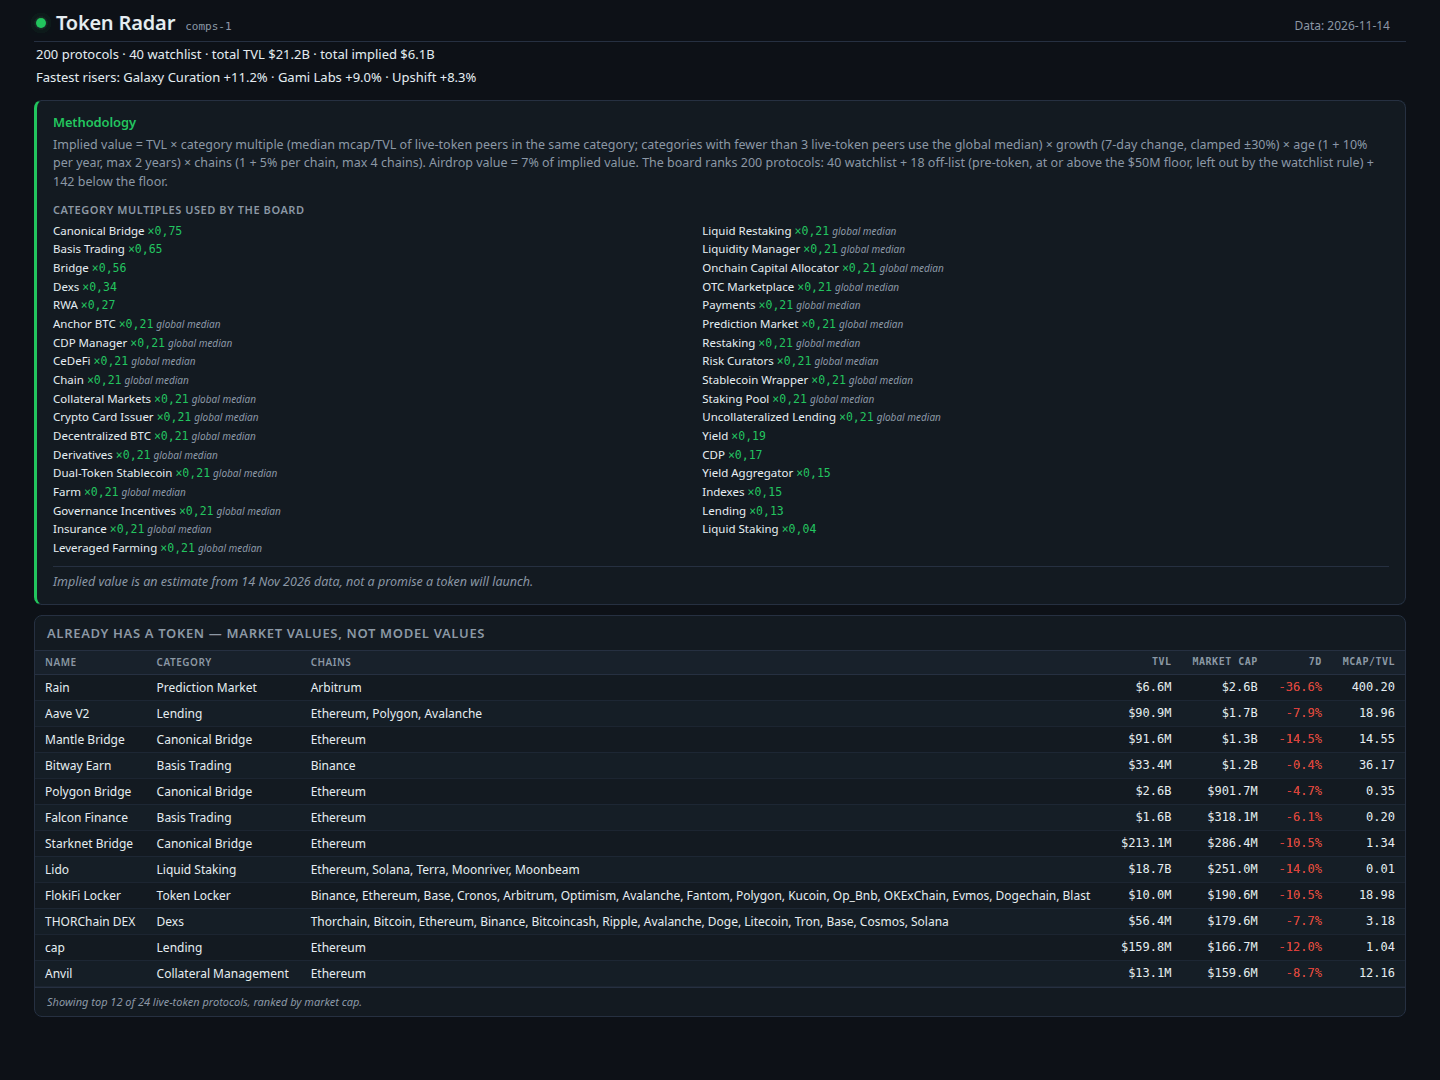 Token Radar comps-1
Data: 2026-11-14
200 protocols · 40 watchlist · total TVL $21.2B · total implied $6.1B
Fastest risers: Galaxy Curation +11.2% · Gami Labs +9.0% · Upshift +8.3%
Methodology
Implied value = TVL × category multiple (median mcap/TVL of live-token peers in the same category; categories with fewer than 3 live-token peers use the global median) × growth (7-day change, clamped ±30%) × age (1 + 10%
per year, max 2 years) × chains (1 + 5% per chain, max 4 chains). Airdrop value = 7% of implied value. The board ranks 200 protocols: 40 watchlist + 18 off-list (pre-token, at or above the $50M floor, left out by the watchlist rule) +
142 below the floor.
CATEGORY MULTIPLES USED BY THE BOARD
Canonical Bridge ×0,75
Basis Trading ×0,65
Bridge ×0,56
Dexs ×0,34
RWA ×0,27
Anchor BTC ×0,21 global median
CDP Manager ×0,21 global median
CeDeFi ×0,21 global median
Chain ×0,21 global median
Collateral Markets ×0,21 global median
Crypto Card Issuer ×0,21 global median
Decentralized BTC ×0,21 global median
Derivatives ×0,21 global median
Dual-Token Stablecoin ×0,21 global median
Farm ×0,21 global median
Governance Incentives ×0,21 global median
Insurance ×0,21 global median
Leveraged Farming ×0,21 global median
Liquid Restaking ×0,21 global median
Liquidity Manager ×0,21 global median
Onchain Capital Allocator ×0,21 global median
OTC Marketplace ×0,21 global median
Payments ×0,21 global median
Prediction Market ×0,21 global median
Restaking ×0,21 global median
Risk Curators ×0,21 global median
Stablecoin Wrapper ×0,21 global median
Staking Pool ×0,21 global median
Uncollateralized Lending ×0,21 global median
Yield ×0,19
CDP ×0,17
Yield Aggregator ×0,15
Indexes ×0,15
Lending ×0,13
Liquid Staking ×0,04
Implied value is an estimate from 14 Nov 2026 data, not a promise a token will launch.
ALREADY HAS A TOKEN — MARKET VALUES, NOT MODEL VALUES
NAME CATEGORY CHAINS TVL MARKET CAP 7D MCAP/TVL
Rain Prediction Market Arbitrum $6.6M $2.6B -36.6% 400.20
Aave V2 Lending Ethereum, Polygon, Avalanche $90.9M $1.7B -7.9% 18.96
Mantle Bridge Canonical Bridge Ethereum $91.6M $1.3B -14.5% 14.55
Bitway Earn Basis Trading Binance $33.4M $1.2B -0.4% 36.17
Polygon Bridge Canonical Bridge Ethereum $2.6B $901.7M -4.7% 0.35
Falcon Finance Basis Trading Ethereum $1.6B $318.1M -6.1% 0.20
Starknet Bridge Canonical Bridge Ethereum $213.1M $286.4M -10.5% 1.34
Lido Liquid Staking Ethereum, Solana, Terra, Moonriver, Moonbeam $18.7B $251.0M -14.0% 0.01
FlokiFi Locker Token Locker Binance, Ethereum, Base, Cronos, Arbitrum, Optimism, Avalanche, Fantom, Polygon, Kucoin, Op_Bnb, OKExChain, Evmos, Dogechain, Blast $10.0M $190.6M -10.5% 18.98
THORChain DEX Dexs Thorchain, Bitcoin, Ethereum, Binance, Bitcoincash, Ripple, Avalanche, Doge, Litecoin, Tron, Base, Cosmos, Solana $56.4M $179.6M -7.7% 3.18
cap Lending Ethereum $159.8M $166.7M -12.0% 1.04
Anvil Collateral Management Ethereum $13.1M $159.6M -8.7% 12.16
Showing top 12 of 24 live-token protocols, ranked by market cap.